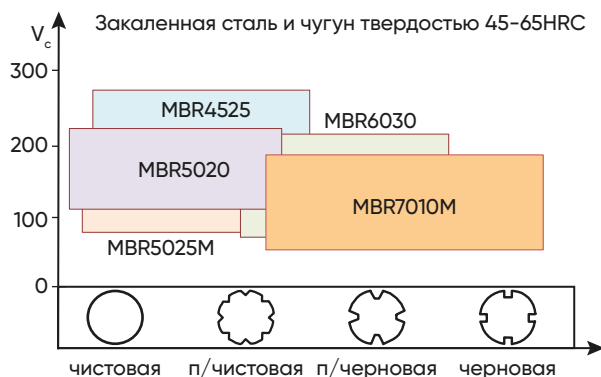 Закаленная сталь и чугун твердостью 45-65HRC
Vc
300
MBR4525
MBR6030
200
MBR5020
MBR7010M
100
MBR5025M
0
чистовая п/чистовая п/черновая черновая